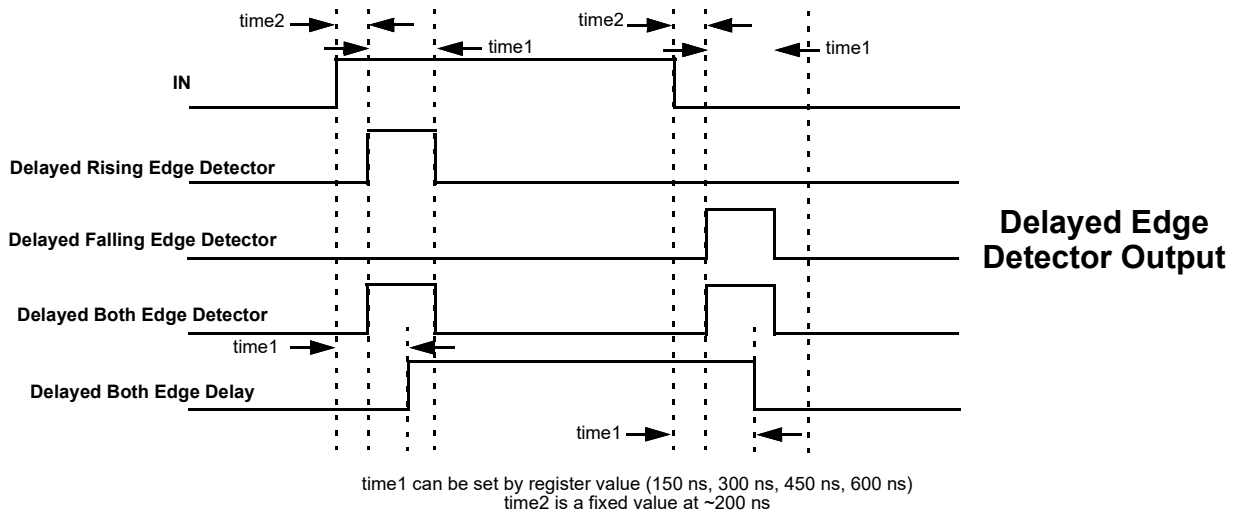 time2
time2
time1
time1
IN
Delayed Rising Edge Detector
Delayed Falling Edge Detector
Delayed Edge
Detector Output
Delayed Both Edge Detector
time1
Delayed Both Edge Delay
time1
time1 can be set by register value (150 ns, 300 ns, 450 ns, 600 ns)
time2 is a fixed value at ~200 ns